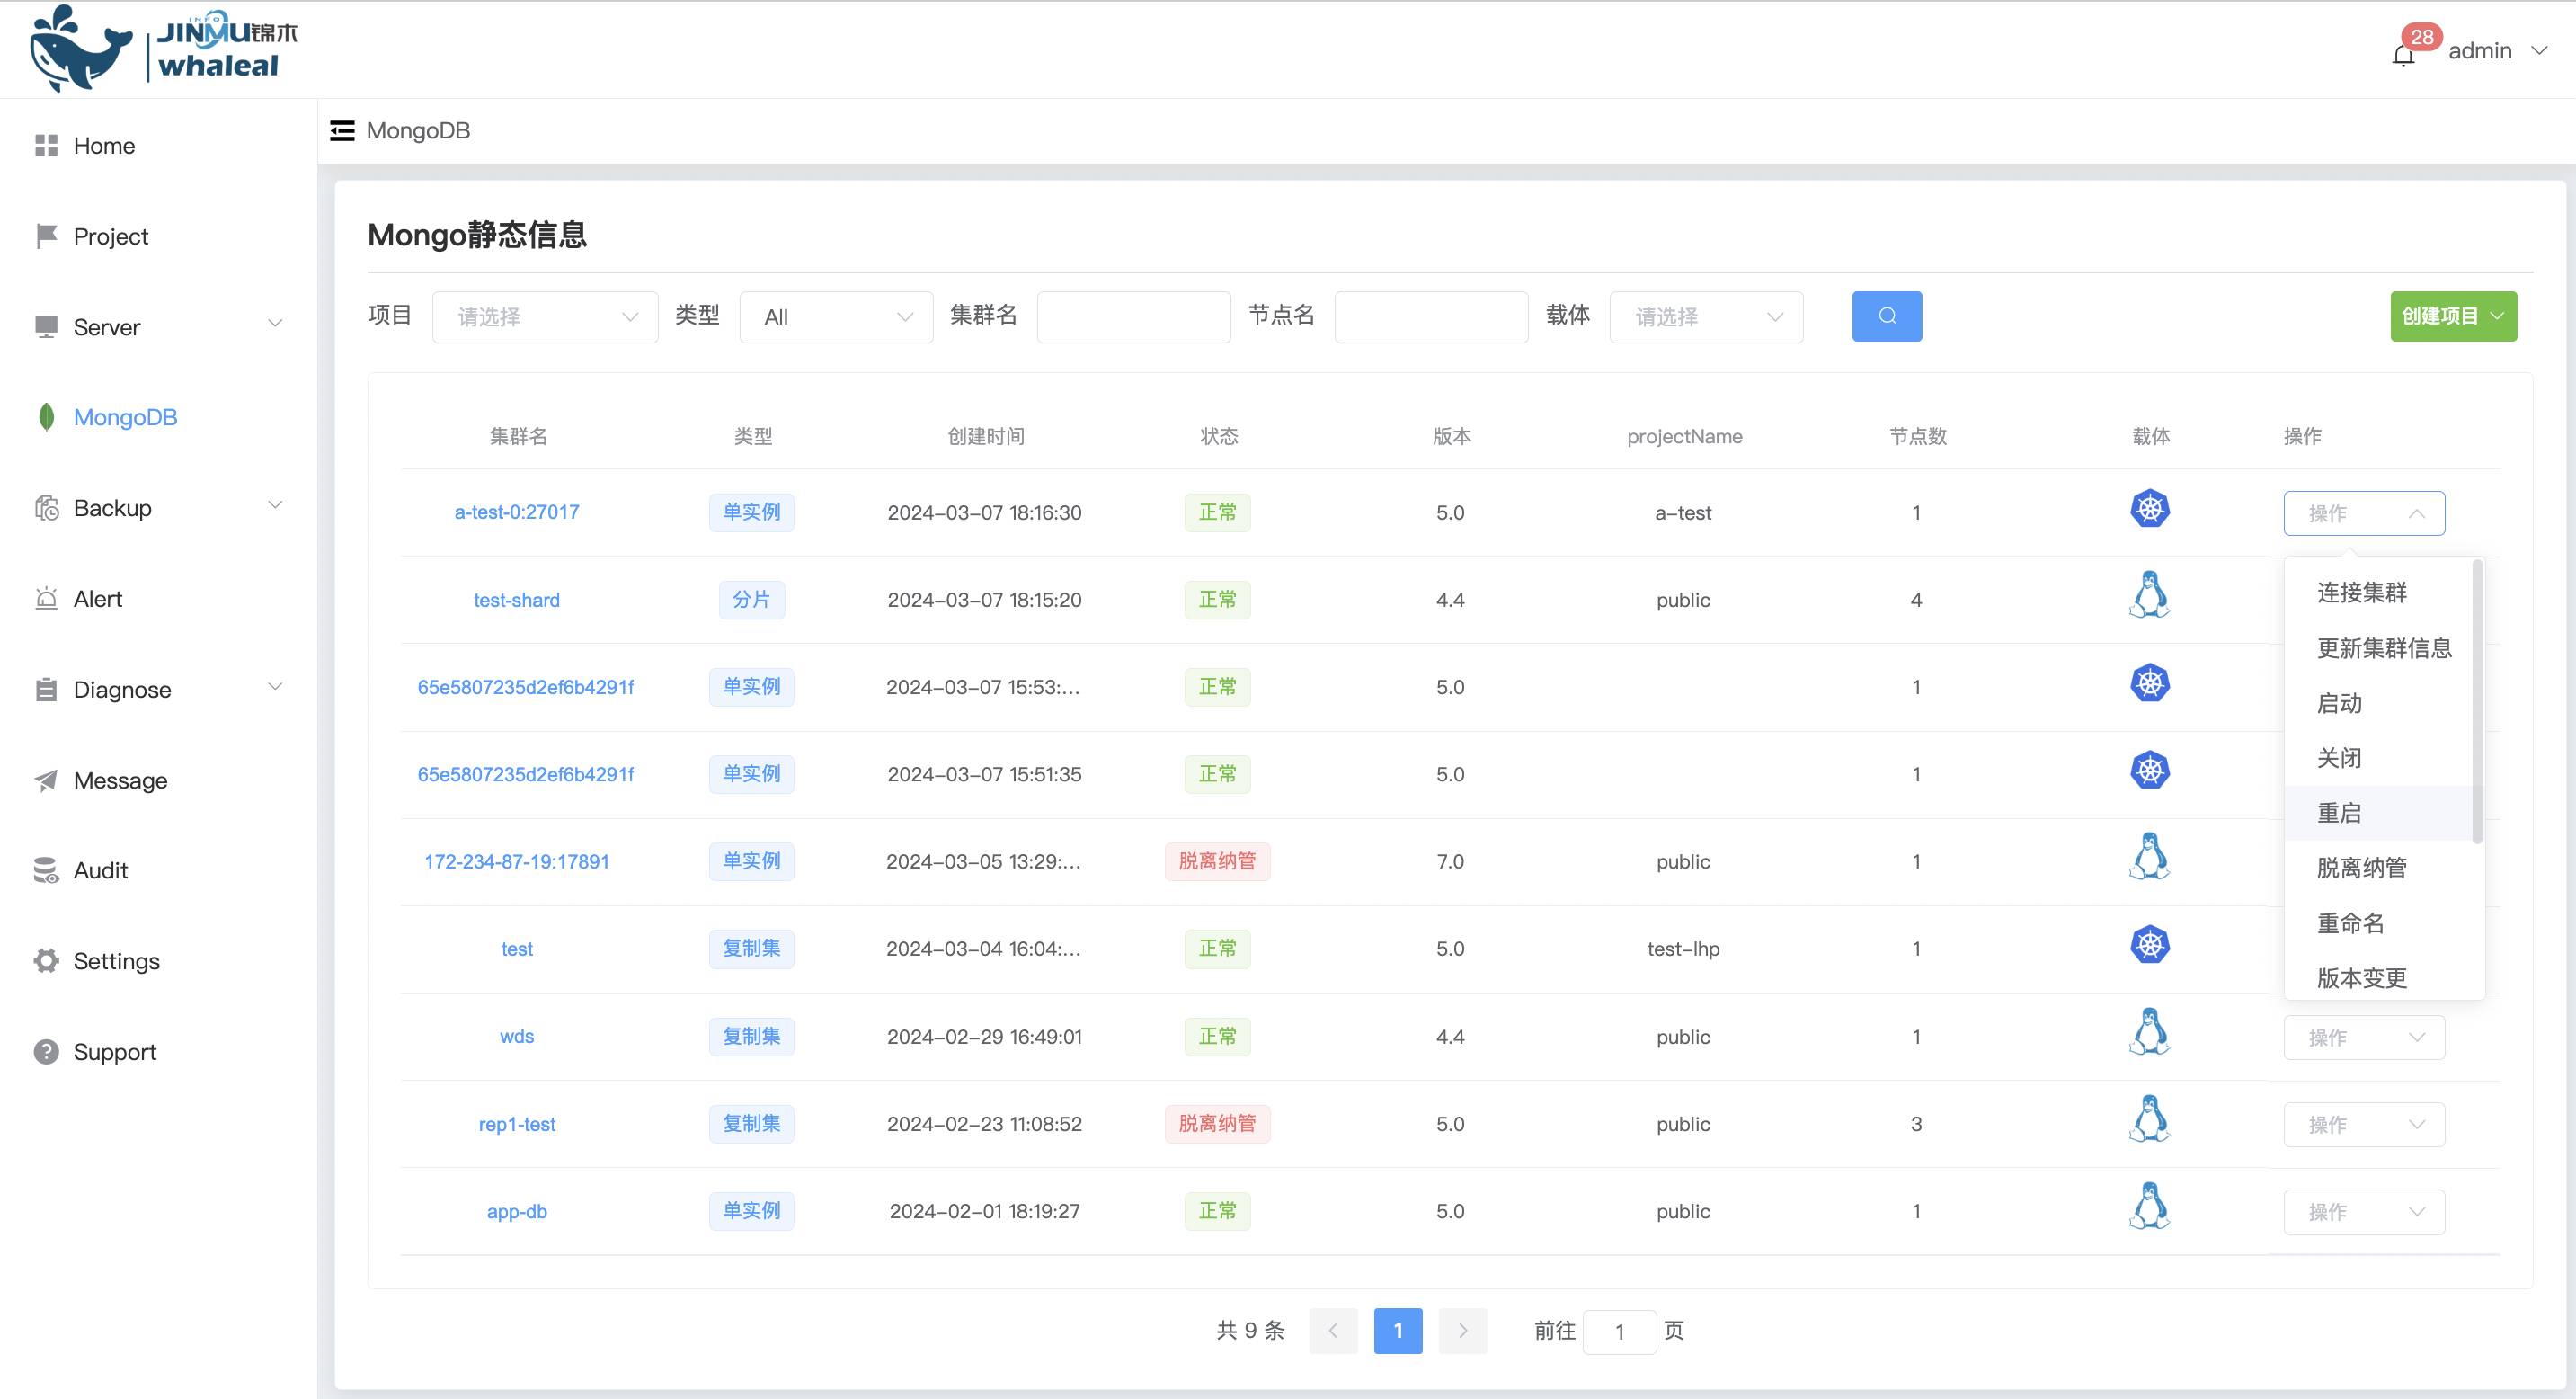 INFO
JINMU锦木
whaleal
28
admin
Home
Project
Server
MongoDB
Backup
Alert
Diagnose
Message
Audit
Settings
Support
MongoDB
Mongo静态信息
项目 请选择 类型 All 集群名 节点名 载体 请选择 创建项目
集群名 类型 创建时间 状态 版本 projectName 节点数 载体 操作
a-test-0:27017 单实例 2024-03-07 18:16:30 正常 5.0 a-test 1 操作
test-shard 分片 2024-03-07 18:15:20 正常 4.4 public 4
65e5807235d2ef6b4291f 单实例 2024-03-07 15:53:... 正常 5.0 1
65e5807235d2ef6b4291f 单实例 2024-03-07 15:51:35 正常 5.0 1
172-234-87-19:17891 单实例 2024-03-05 13:29:... 脱离纳管 7.0 public 1
test 复制集 2024-03-04 16:04:... 正常 5.0 test-lhp 1
wds 复制集 2024-02-29 16:49:01 正常 4.4 public 1 操作
rep1-test 复制集 2024-02-23 11:08:52 脱离纳管 5.0 public 3 操作
app-db 单实例 2024-02-01 18:19:27 正常 5.0 public 1 操作
连接集群
更新集群信息
启动
关闭
重启
脱离纳管
重命名
版本变更
共 9 条 1 前往 1 页